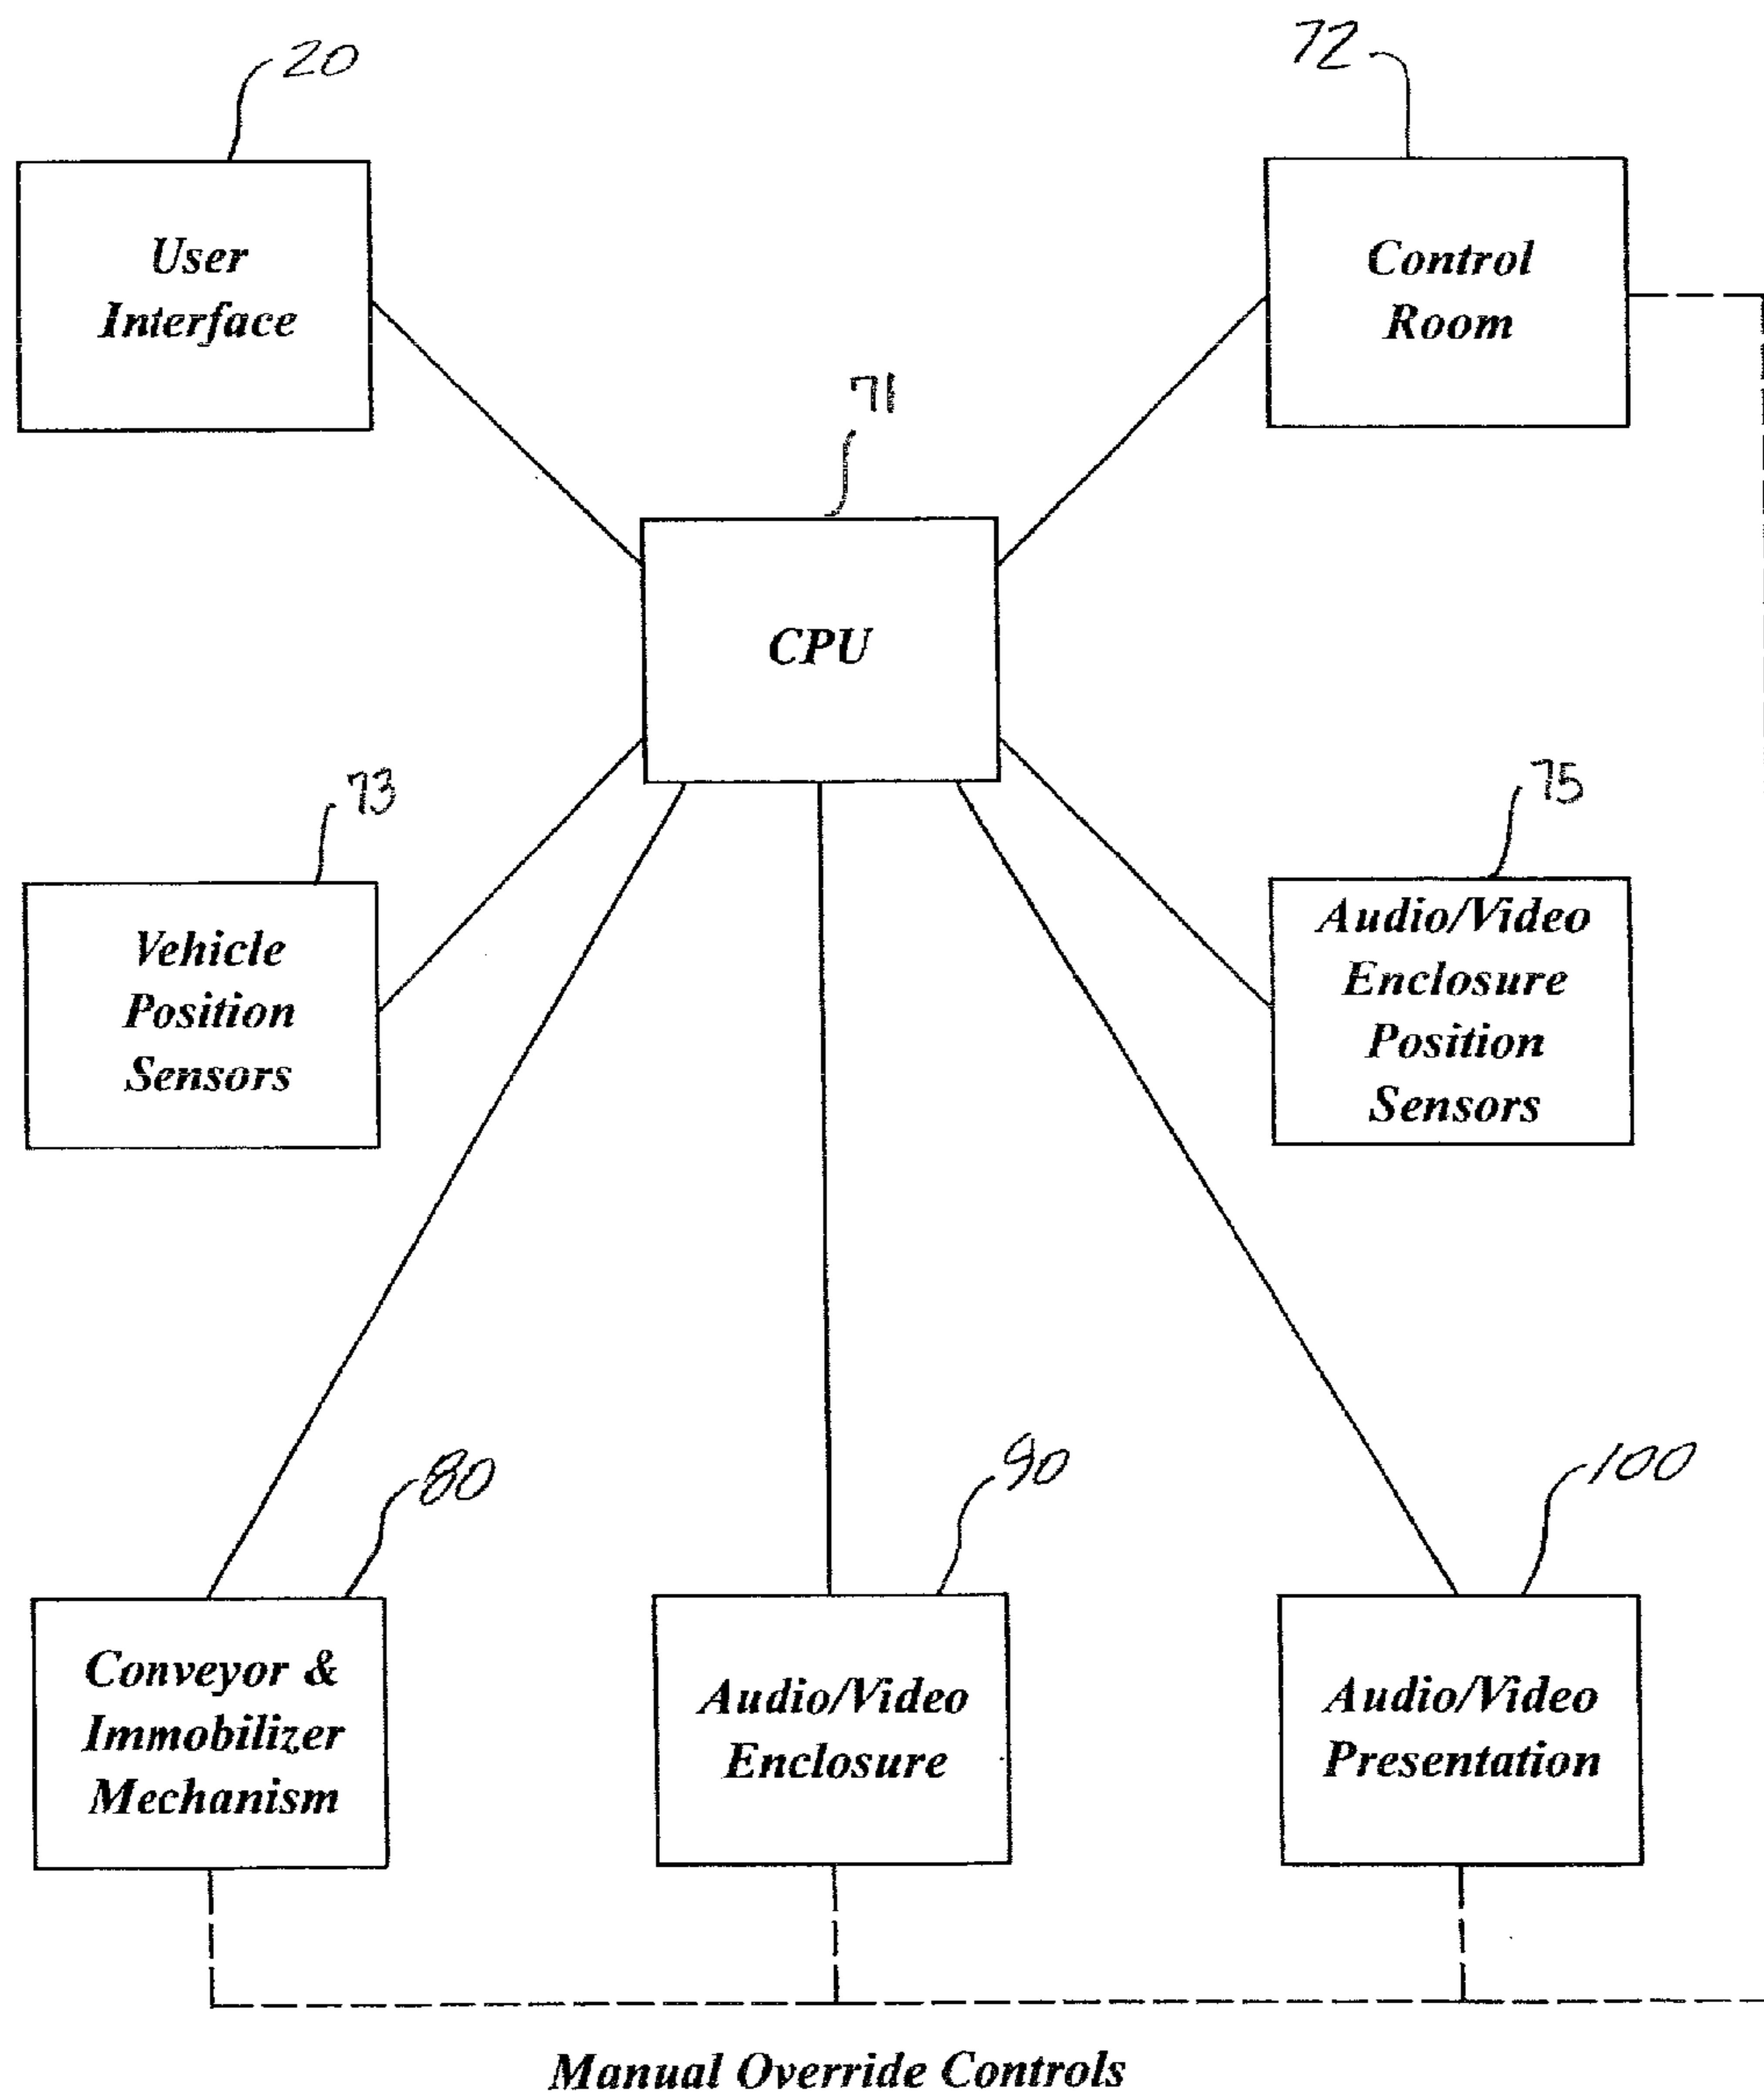 20
72
User
Interface
Control
Room
71
CPU
73
75
Vehicle
Position
Sensors
Audio/Video
Enclosure
Position
Sensors
80
90
100
Conveyor &
Immobilizer
Mechanism
Audio/Video
Enclosure
Audio/Video
Presentation
Manual Override Controls